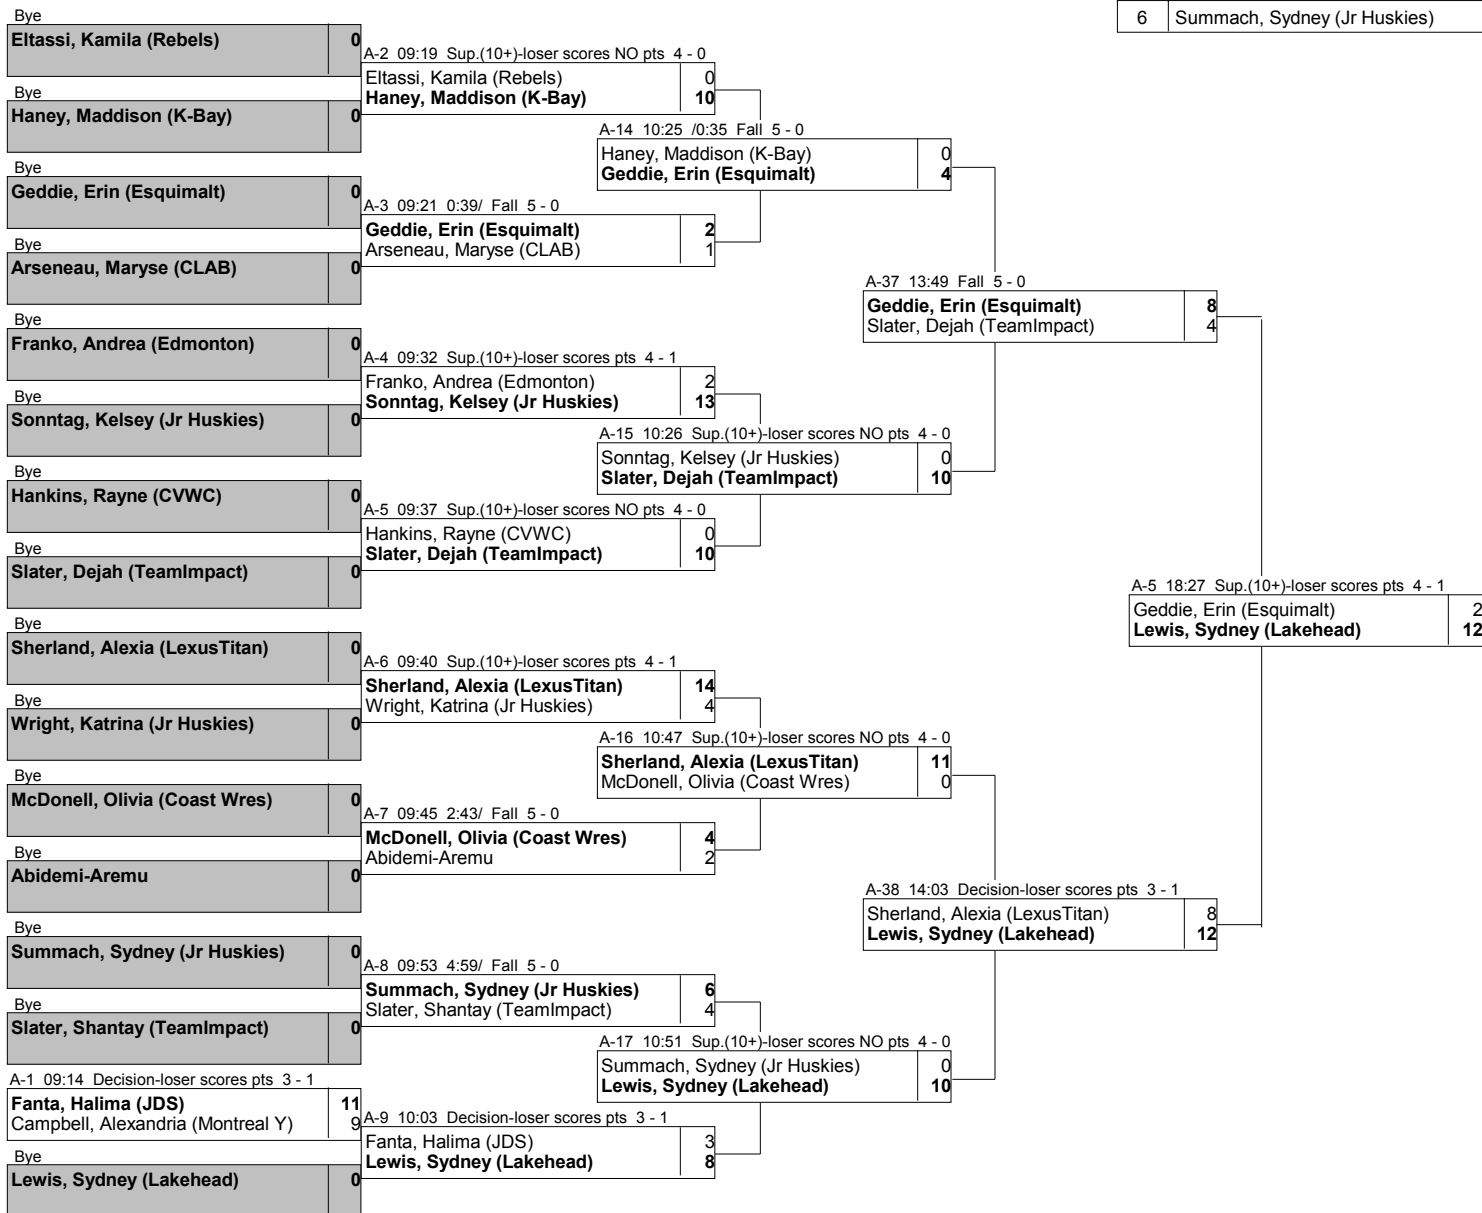 6 Summach, Sydney (Jr Huskies)
Bye
Eltassi, Kamila (Rebels) 0
Bye
Haney, Maddison (K-Bay) 0
Bye
Geddie, Erin (Esquimalt) 0
Bye
Arseneau, Maryse (CLAB) 0
Bye
Franko, Andrea (Edmonton) 0
Bye
Sonntag, Kelsey (Jr Huskies) 0
Bye
Hankins, Rayne (CVWC) 0
Bye
Slater, Dejah (TeamImpact) 0
Bye
Sherland, Alexia (LexusTitan) 0
Bye
Wright, Katrina (Jr Huskies) 0
Bye
McDonell, Olivia (Coast Wres) 0
Bye
Abidemi-Aremu 0
Bye
Summach, Sydney (Jr Huskies) 0
Bye
Slater, Shantay (TeamImpact) 0
A-1 09:14 Decision-loser scores pts 3 - 1
Fanta, Halima (JDS) 11
Campbell, Alexandria (Montreal Y) 9
Bye
Lewis, Sydney (Lakehead) 0
A-2 09:19 Sup.(10+)-loser scores NO pts 4 - 0
Eltassi, Kamila (Rebels) 0
Haney, Maddison (K-Bay) 10
A-3 09:21 0:39/ Fall 5 - 0
Geddie, Erin (Esquimalt) 2
Arseneau, Maryse (CLAB) 1
A-4 09:32 Sup.(10+)-loser scores pts 4 - 1
Franko, Andrea (Edmonton) 2
Sonntag, Kelsey (Jr Huskies) 13
A-5 09:37 Sup.(10+)-loser scores NO pts 4 - 0
Hankins, Rayne (CVWC) 0
Slater, Dejah (TeamImpact) 10
A-6 09:40 Sup.(10+)-loser scores pts 4 - 1
Sherland, Alexia (LexusTitan) 14
Wright, Katrina (Jr Huskies) 4
A-7 09:45 2:43/ Fall 5 - 0
McDonell, Olivia (Coast Wres) 4
Abidemi-Aremu 2
A-8 09:53 4:59/ Fall 5 - 0
Summach, Sydney (Jr Huskies) 6
Slater, Shantay (TeamImpact) 4
A-9 10:03 Decision-loser scores pts 3 - 1
Fanta, Halima (JDS) 3
Lewis, Sydney (Lakehead) 8
A-14 10:25 /0:35 Fall 5 - 0
Haney, Maddison (K-Bay) 0
Geddie, Erin (Esquimalt) 4
A-15 10:26 Sup.(10+)-loser scores NO pts 4 - 0
Sonntag, Kelsey (Jr Huskies) 0
Slater, Dejah (TeamImpact) 10
A-16 10:47 Sup.(10+)-loser scores NO pts 4 - 0
Sherland, Alexia (LexusTitan) 11
McDonell, Olivia (Coast Wres) 0
A-17 10:51 Sup.(10+)-loser scores NO pts 4 - 0
Summach, Sydney (Jr Huskies) 0
Lewis, Sydney (Lakehead) 10
A-37 13:49 Fall 5 - 0
Geddie, Erin (Esquimalt) 8
Slater, Dejah (TeamImpact) 4
A-38 14:03 Decision-loser scores pts 3 - 1
Sherland, Alexia (LexusTitan) 8
Lewis, Sydney (Lakehead) 12
A-5 18:27 Sup.(10+)-loser scores pts 4 - 1
Geddie, Erin (Esquimalt) 2
Lewis, Sydney (Lakehead) 12